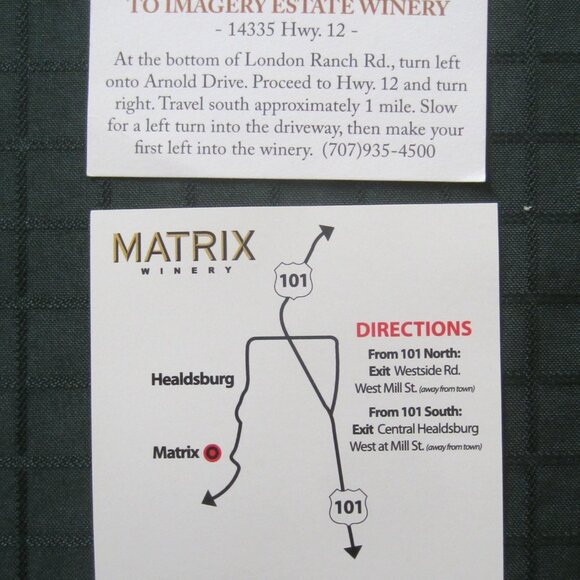 TO IMAGERY ESTATE WINERY
- 14335 Hwy. 12 -
At the bottom of London Ranch Rd., turn left
onto Arnold Drive. Proceed to Hwy. 12 and turn
right. Travel south approximately 1 mile. Slow
for a left turn into the driveway, then make your
first left into the winery. (707)935-4500
MATRIX
WINERY
101
DIRECTIONS
From 101 North:
Exit Westside Rd.
West Mill St. (away from town)
From 101 South:
Exit Central Healdsburg
West at Mill St. (away from town)
Healdsburg
Matrix
101